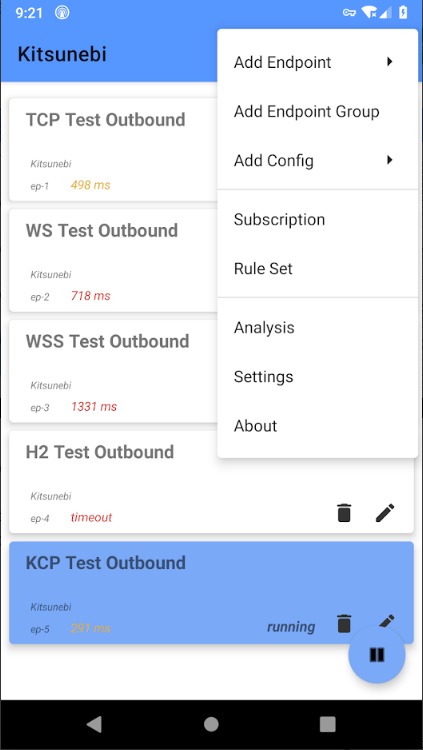 9:21
Kitsunebi
Add Endpoint
Add Endpoint Group
Add Config
Subscription
Rule Set
Analysis
Settings
About
TCP Test Outbound
Kitsunebi
ep-1 498 ms
WS Test Outbound
Kitsunebi
ep-2 718 ms
WSS Test Outbound
Kitsunebi
ep-3 1331 ms
H2 Test Outbound
Kitsunebi
ep-4 timeout
KCP Test Outbound
Kitsunebi
ep-5 291 ms running